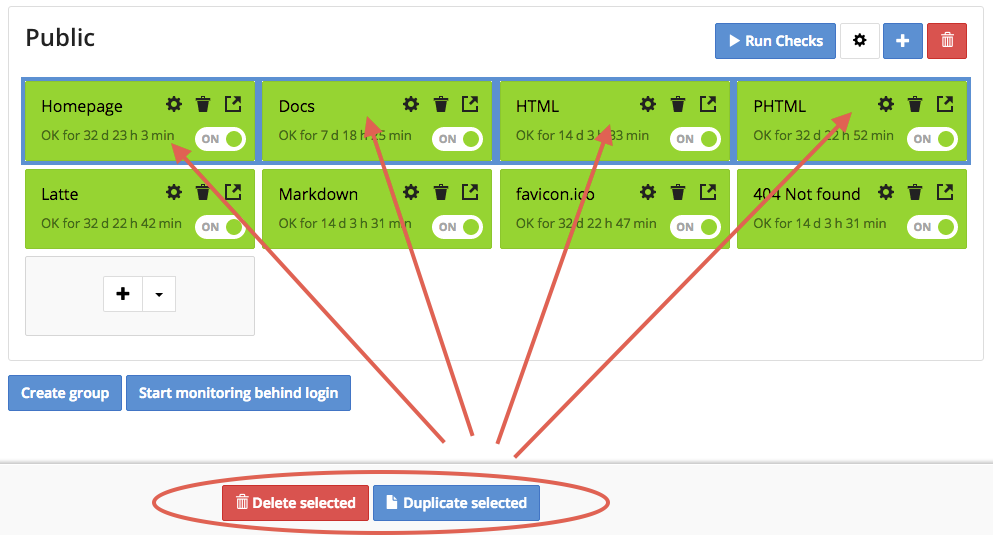 Public
Run Checks
Homepage
OK for 32 d 23 h 3 min
ON
Docs
OK for 7 d 18 h 25 min
ON
HTML
OK for 14 d 3 h 33 min
ON
PHTML
OK for 32 d 22 h 52 min
ON
Latte
OK for 32 d 22 h 42 min
ON
Markdown
OK for 14 d 3 h 31 min
ON
favicon.ico
OK for 32 d 22 h 47 min
ON
404 Not found
OK for 14 d 3 h 31 min
ON
Create group
Start monitoring behind login
Delete selected
Duplicate selected